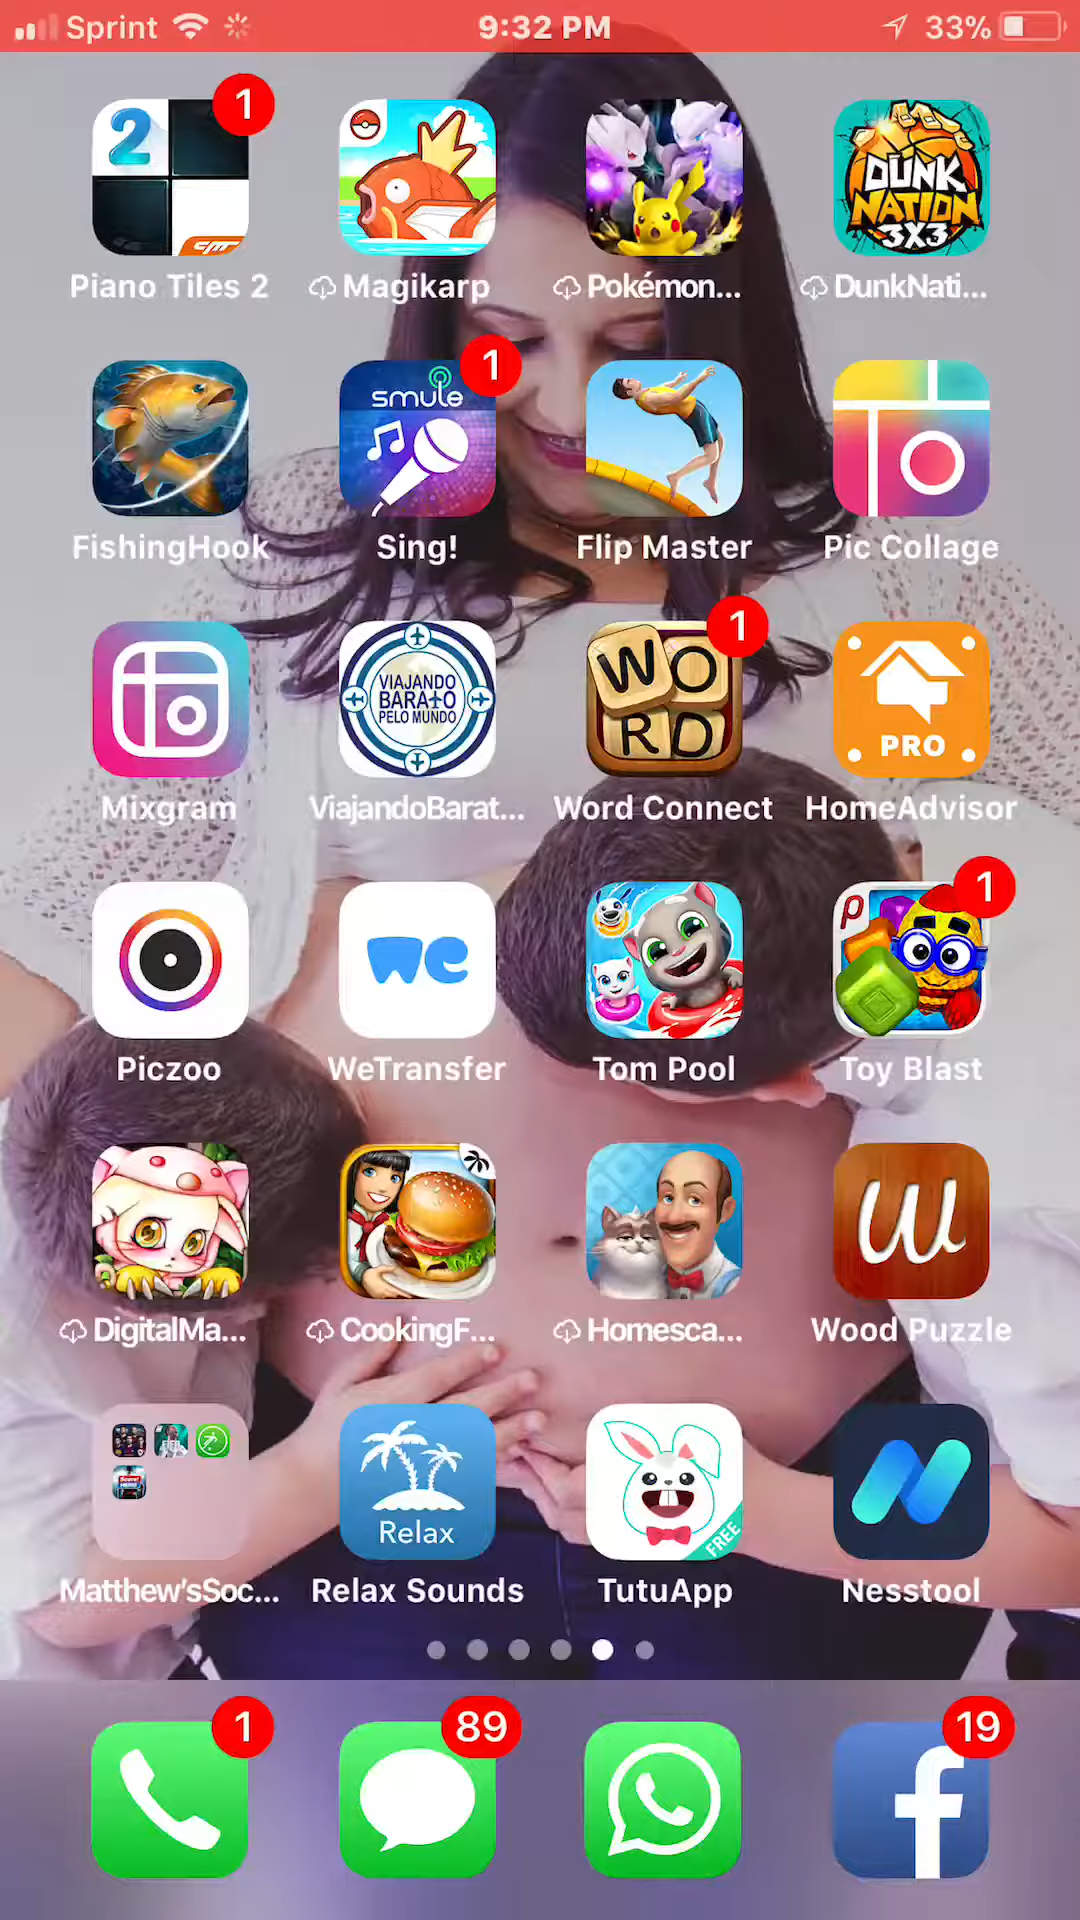 Sprint 9:32 PM 33%
2 1 DUNK NATION 3X3
Piano Tiles 2 Magikarp Pokémon... DunkNati...
smule 1
FishingHook Sing! Flip Master Pic Collage
VIAJANDO BARATO PELO MUNDO WORD 1 PRO
Mixgram ViajandoBarat... Word Connect HomeAdvisor
we p 1
Piczoo WeTransfer Tom Pool Toy Blast
w
DigitalMa... CookingF... Homesca... Wood Puzzle
Relax FREE
Matthew'sSoc... Relax Sounds TutuApp Nesstool
1 89 19 f